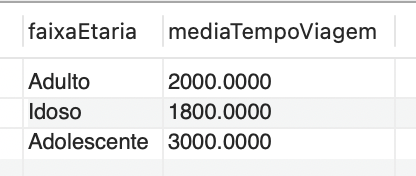 faixaEtaria mediaTempoViagem
Adulto 2000.0000
Idoso 1800.0000
Adolescente 3000.0000